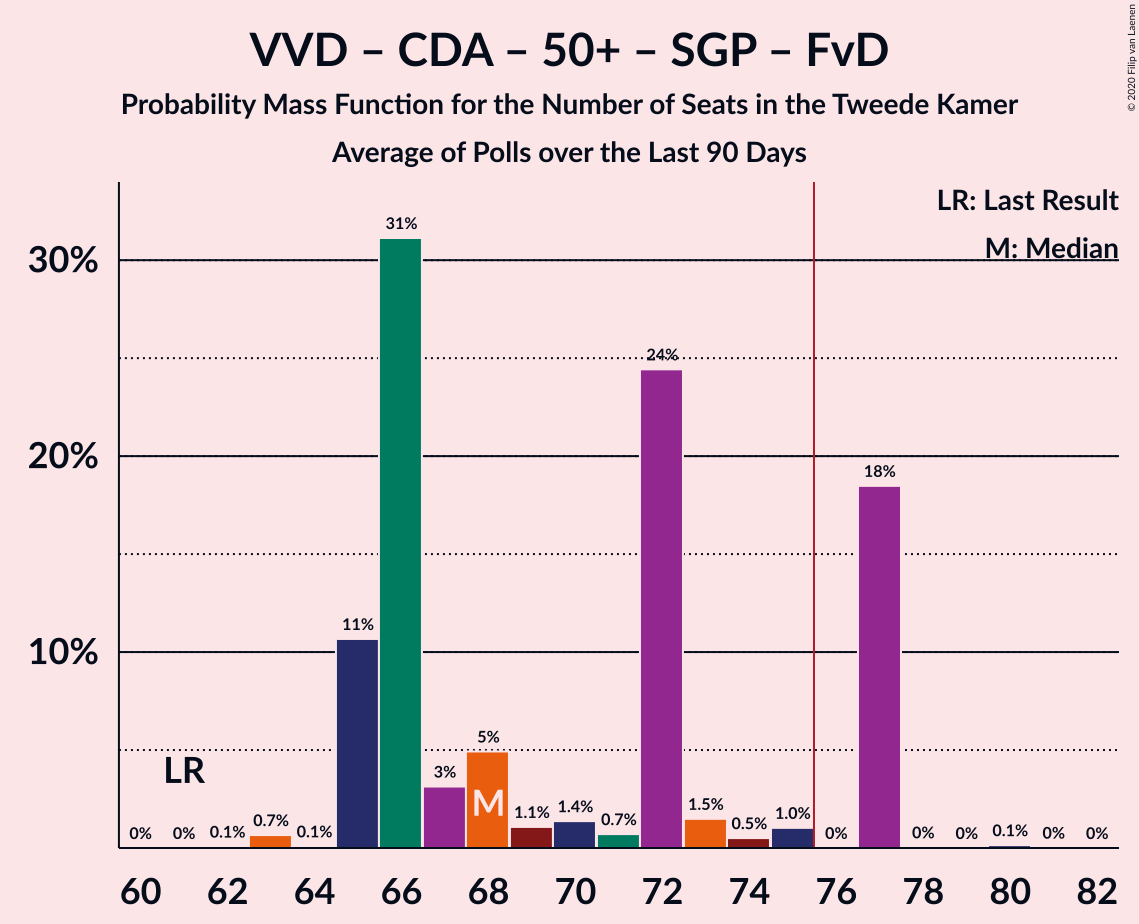 VVD – CDA – 50+ – SGP – FvD
Probability Mass Function for the Number of Seats in the Tweede Kamer
Average of Polls over the Last 90 Days
© 2020 Filip van Laenen
LR: Last Result
M: Median
30%
20%
10%
0% 0% 0.1% 0.7% 0.1% 11% 31% 3% 5% 1.1% 1.4% 0.7% 24% 1.5% 0.5% 1.0% 0% 18% 0% 0% 0.1% 0% 0%
LR
M
60 62 64 66 68 70 72 74 76 78 80 82